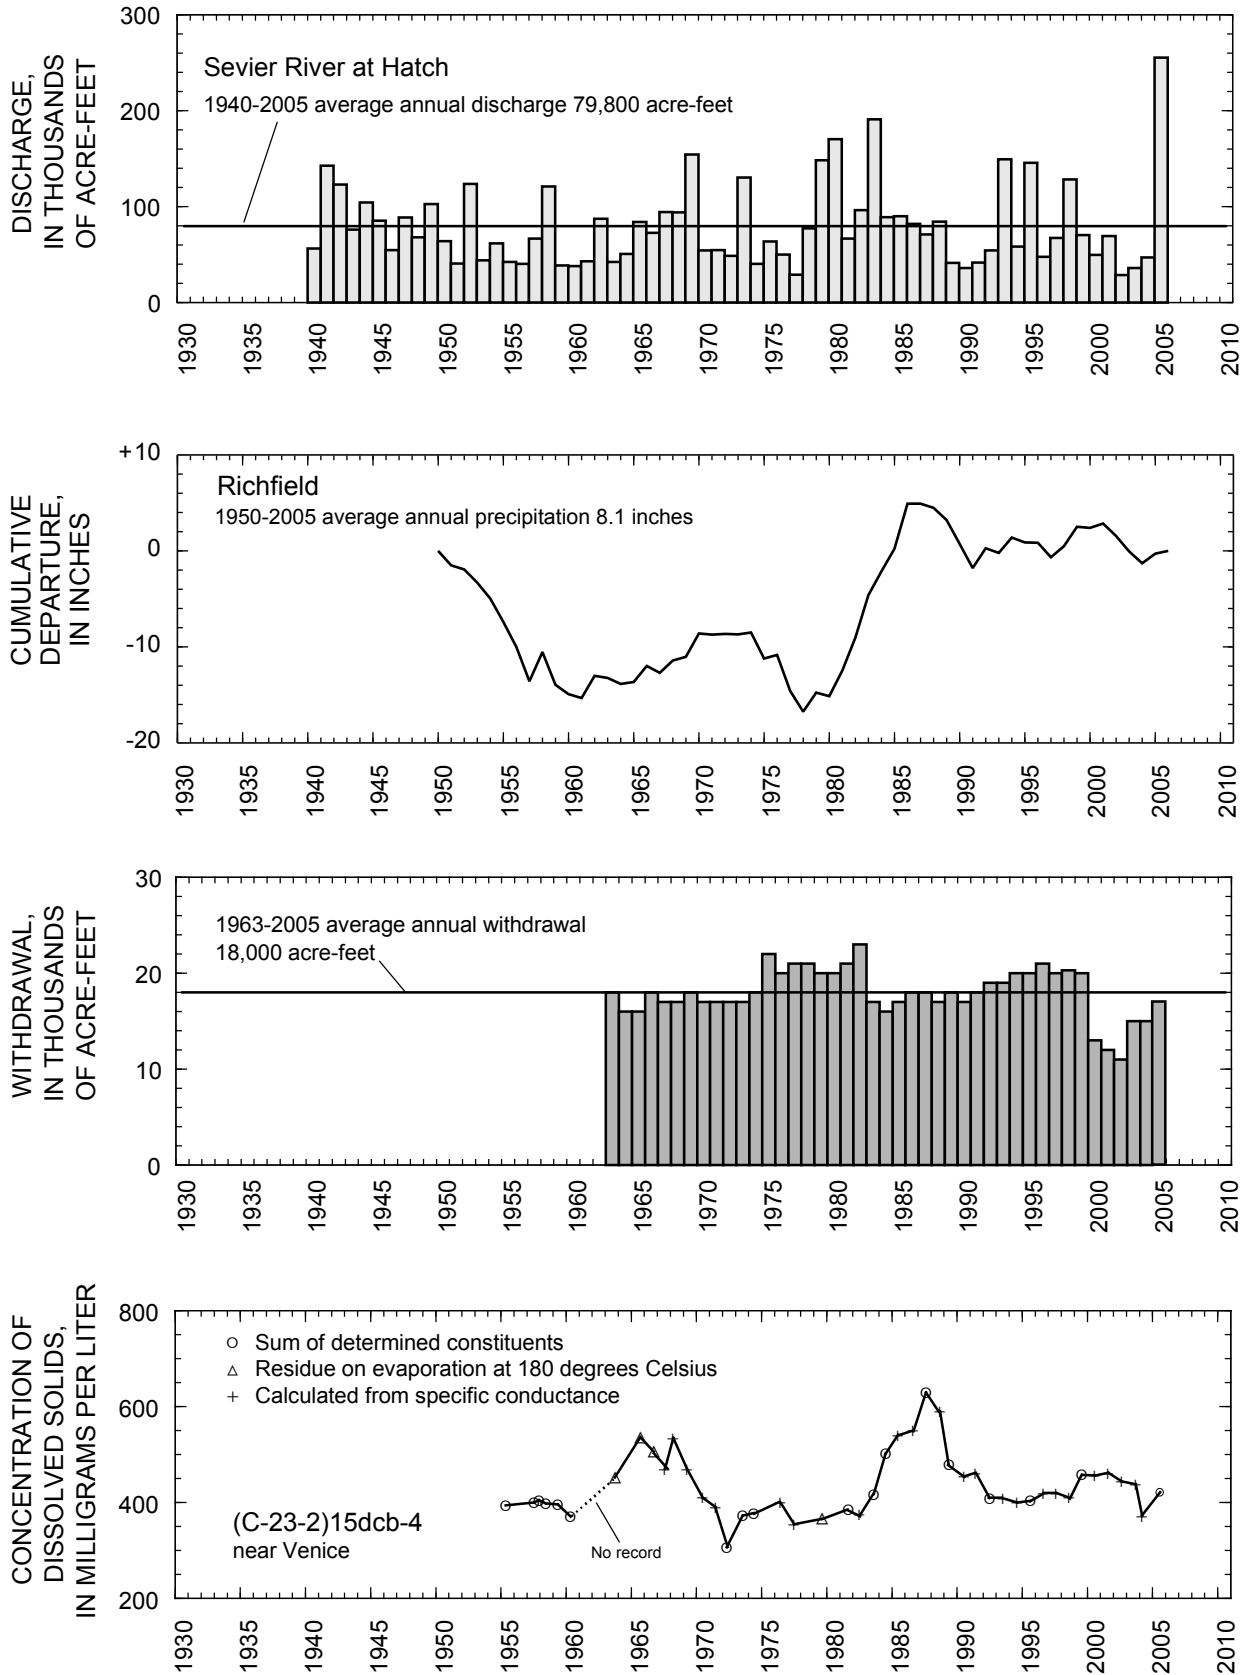 DISCHARGE,
IN THOUSANDS
OF ACRE-FEET
300
200
100
0
Sevier River at Hatch
1940-2005 average annual discharge 79,800 acre-feet
1930 1935 1940 1945 1950 1955 1960 1965 1970 1975 1980 1985 1990 1995 2000 2005 2010
CUMULATIVE
DEPARTURE,
IN INCHES
+10
0
-10
-20
Richfield
1950-2005 average annual precipitation 8.1 inches
1930 1935 1940 1945 1950 1955 1960 1965 1970 1975 1980 1985 1990 1995 2000 2005 2010
WITHDRAWAL,
IN THOUSANDS
OF ACRE-FEET
30
20
10
0
1963-2005 average annual withdrawal
18,000 acre-feet
1930 1935 1940 1945 1950 1955 1960 1965 1970 1975 1980 1985 1990 1995 2000 2005 2010
CONCENTRATION OF
DISSOLVED SOLIDS,
IN MILLIGRAMS PER LITER
800
600
400
200
Sum of determined constituents
Residue on evaporation at 180 degrees Celsius
Calculated from specific conductance
(C-23-2)15dcb-4
near Venice
No record
1930 1935 1940 1945 1950 1955 1960 1965 1970 1975 1980 1985 1990 1995 2000 2005 2010